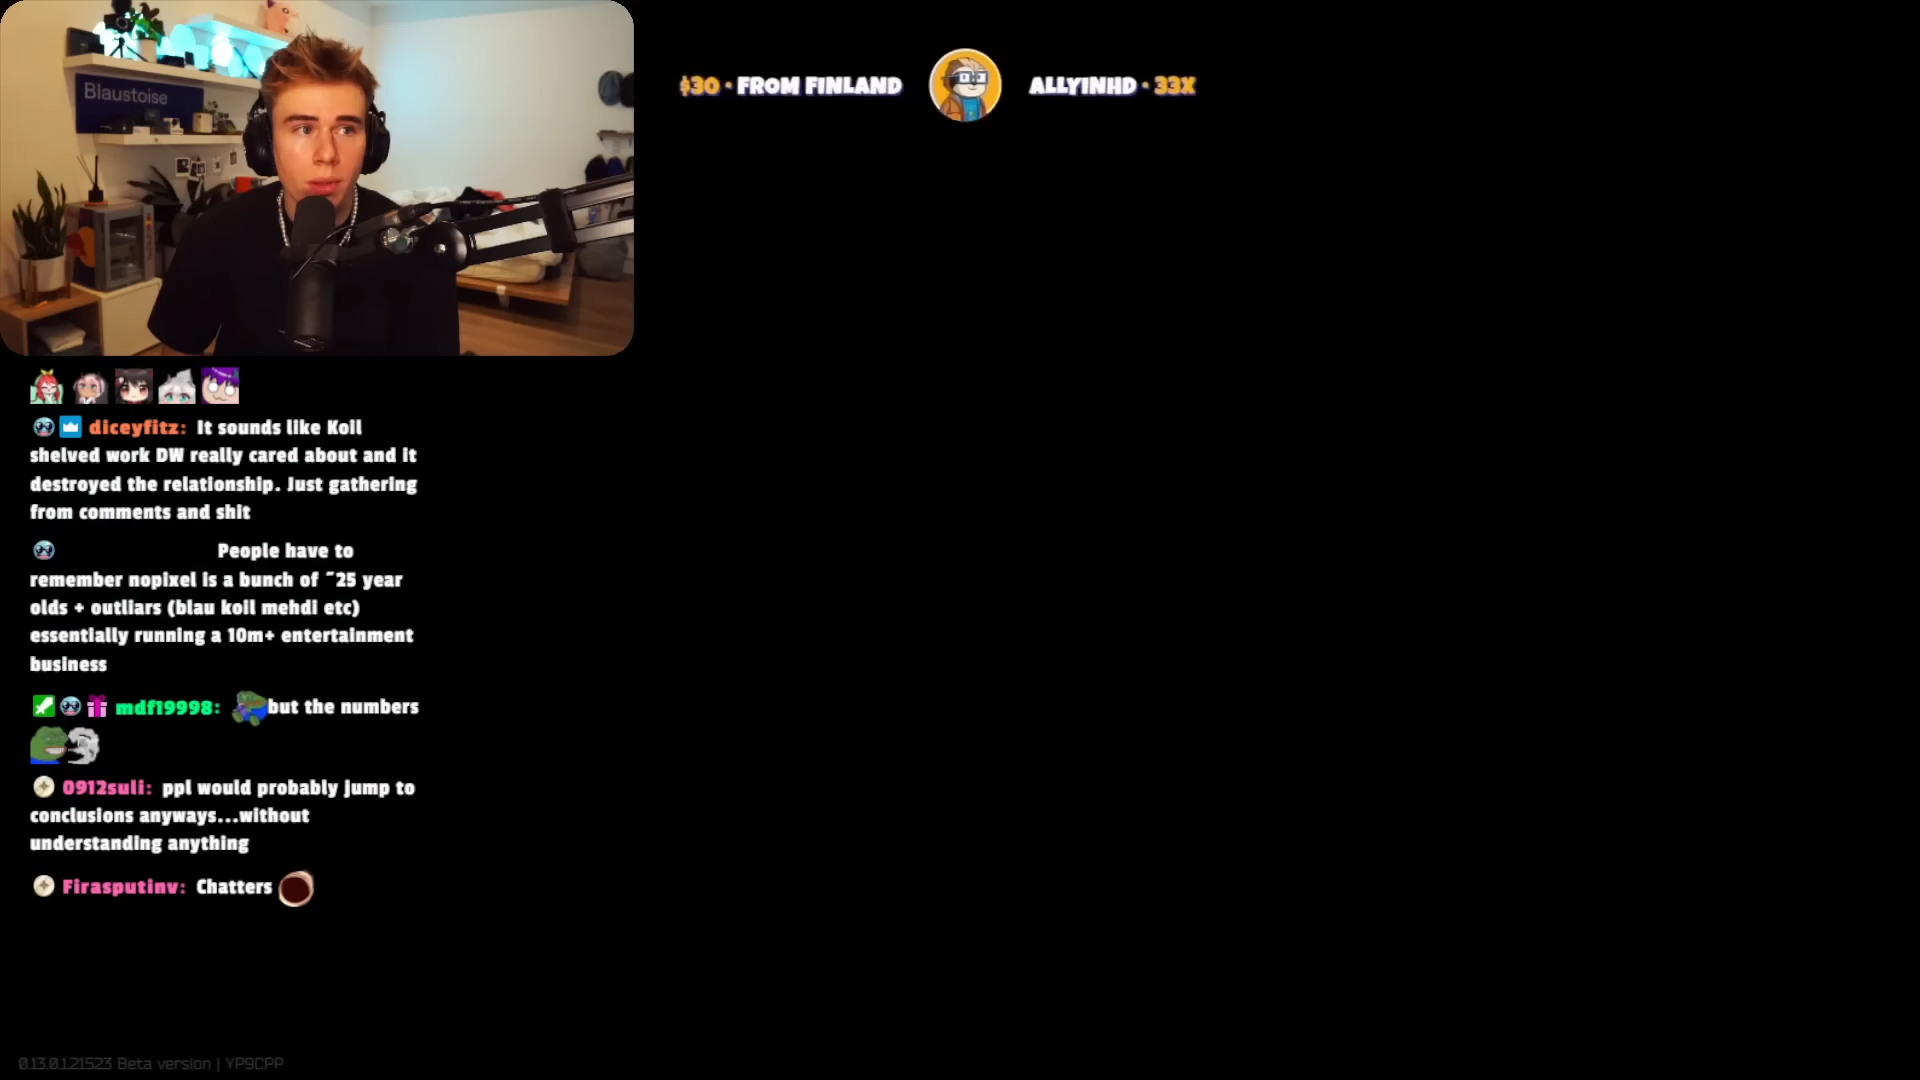 Blaustoise
$30 · FROM FINLAND
ALLYINHD · 33X
diceyfitz: It sounds like Koil
shelved work DW really cared about and it
destroyed the relationship. Just gathering
from comments and shit
People have to
remember nopixel is a bunch of ~25 year
olds + outliars (blau koil mehdi etc)
essentially running a 10m+ entertainment
business
mdf19998: but the numbers
0912suli: ppl would probably jump to
conclusions anyways...without
understanding anything
Firasputinv: Chatters
0.13.0.1.21523 Beta version | YP9CPP